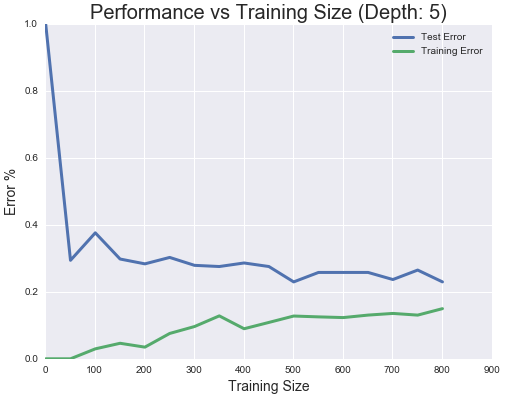 Performance vs Training Size (Depth: 5)
1.0
Test Error
Training Error
0.8
0.6
Error %
0.4
0.2
0.0
0 100 200 300 400 500 600 700 800 900
Training Size